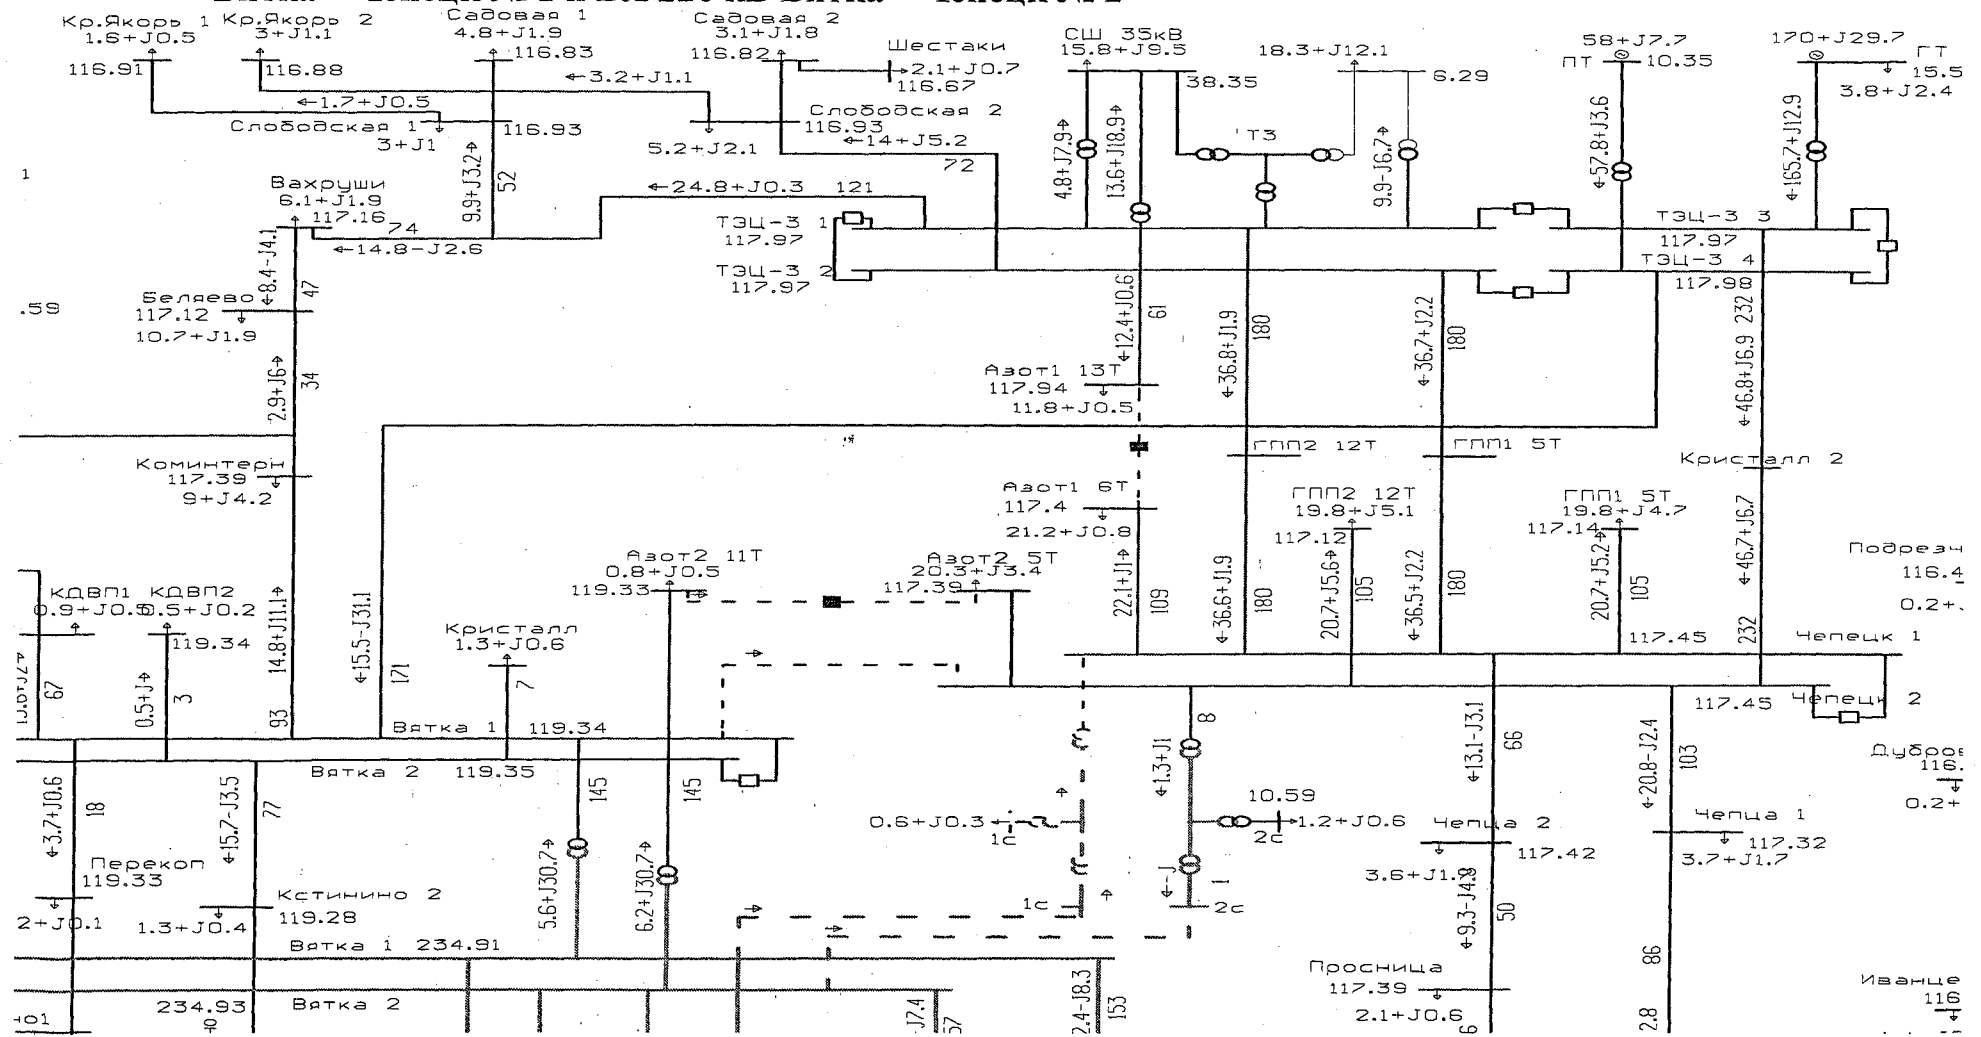 Кр.Якорь 1
1.6+J0.5
116.91
Кр.Якорь 2
3+J1.1
116.88
Садовая 1
4.8+J1.9
116.83
Садовая 2
3.1+J1.8
116.82
Шестаки
2.1+J0.7
116.67
←3.2+J1.1
←1.7+J0.5
Слободская 1
3+J1
116.93
Слободская 2
116.93
5.2+J2.1
←14+J5.2
72
СШ 35кВ
15.8+J9.5
38.35
18.3+J12.1
6.29
58+J7.7
ПТ
10.35
170+J29.7
ГТ
15.5
3.8+J2.4
4.8+J7.9→
13.6+J18.9→
Т3
9.9-J6.7→
←57.8+J3.6
←165.7+J12.9
1
Вахруши
6.1+J1.9
117.16
74
←14.8-J2.6
9.9+J3.2→
52
←24.8+J0.3 121
ТЭЦ-3 1
117.97
ТЭЦ-3 2
117.97
ТЭЦ-3 3
117.97
ТЭЦ-3 4
117.98
←8.4-J4.1
47
.59
Беляево
117.12
10.7+J1.9
2.9+J6→
34
←12.4+J0.6
61
←36.8+J1.9
180
←36.7+J2.2
180
←46.8+J6.9 232
Азот1 13Т
117.94
11.8+J0.5
Коминтерн
117.39
9+J4.2
ГПП2 12Т
ГПП1 5Т
Кристалл 2
Азот1 6Т
117.4
21.2+J0.8
ГПП2 12Т
19.8+J5.1
117.12
ГПП1 5Т
19.8+J4.7
117.14
Азот2 11Т
0.8+J0.5
119.33
Азот2 5Т
20.3+J3.4
117.39
Подрезч
116.4
0.2+
КДВП1
0.9+J0.5
КДВП2
0.5+J0.2
119.34
14.8+J11.1→
93
←15.5-J31.1
171
Кристалл
1.3+J0.6
7
22.1+J1→
109
←36.6+J1.9
180
20.7+J5.6→
105
←36.5+J2.2
180
20.7+J5.2→
105
←46.7+J6.7
232
117.45
Чепецк 1
67
0.5+J→
3
Вятка 1
119.34
Вятка 2
119.35
145
145
8
←1.3+J1
←13.1-J3.1
66
117.45
Чепецк 2
←20.8-J2.4
103
Дубров
116.
0.2+
←3.7+J0.6
18
←15.7-J3.5
77
5.6+J30.7→
6.2+J30.7→
0.6+J0.3
1с
10.59
2с
1.2+J0.6
Чепца 2
117.42
3.6+J1.9
Чепца 1
117.32
3.7+J1.7
Перекоп
119.33
2+J0.1
Кстинино 2
119.28
1.3+J0.4
1с
←-J
1
2с
←9.3-J4.9
50
86
Вятка 1 234.91
234.93
Вятка 2
Просница
117.39
2.1+J0.6
Иванце
116
но1
-J7.4
57
2.4-J8.3
153
6
2.8